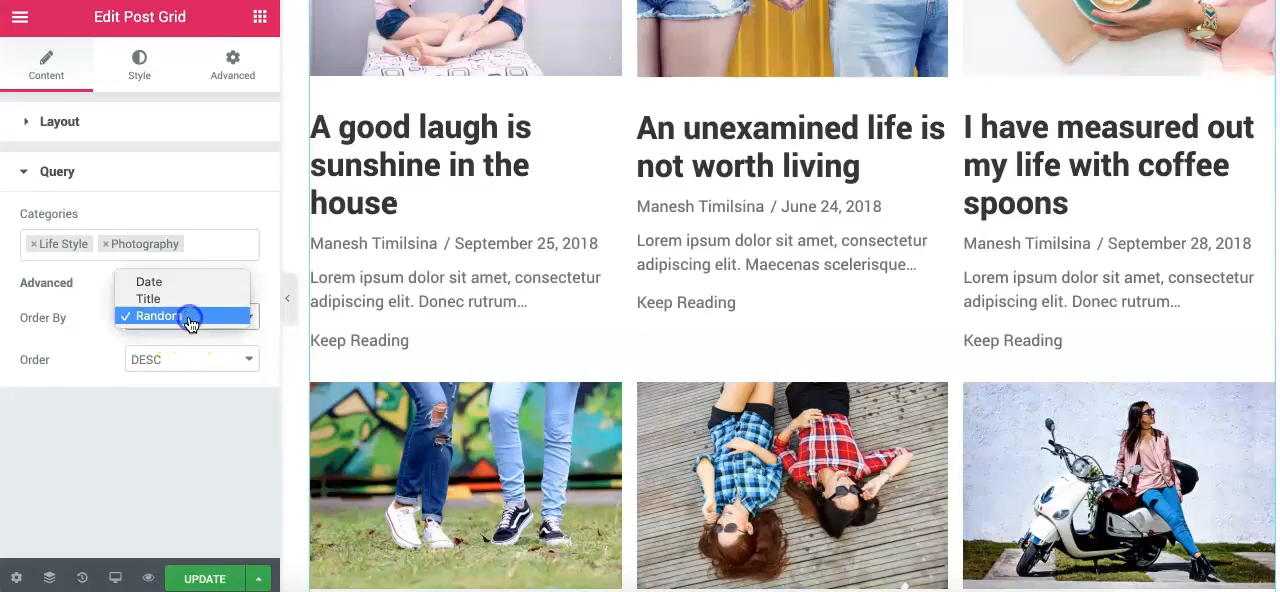 Edit Post Grid
Content
Style
Advanced
Layout
Query
Categories
×Life Style
×Photography
Advanced
Date
Title
✓ Random
Order By
Order
DESC
UPDATE
A good laugh is
sunshine in the
house
Manesh Timilsina / September 25, 2018
Lorem ipsum dolor sit amet, consectetur
adipiscing elit. Donec rutrum...
Keep Reading
An unexamined life is
not worth living
Manesh Timilsina / June 24, 2018
Lorem ipsum dolor sit amet, consectetur
adipiscing elit. Maecenas scelerisque...
Keep Reading
I have measured out
my life with coffee
spoons
Manesh Timilsina / September 28, 2018
Lorem ipsum dolor sit amet, consectetur
adipiscing elit. Donec rutrum...
Keep Reading